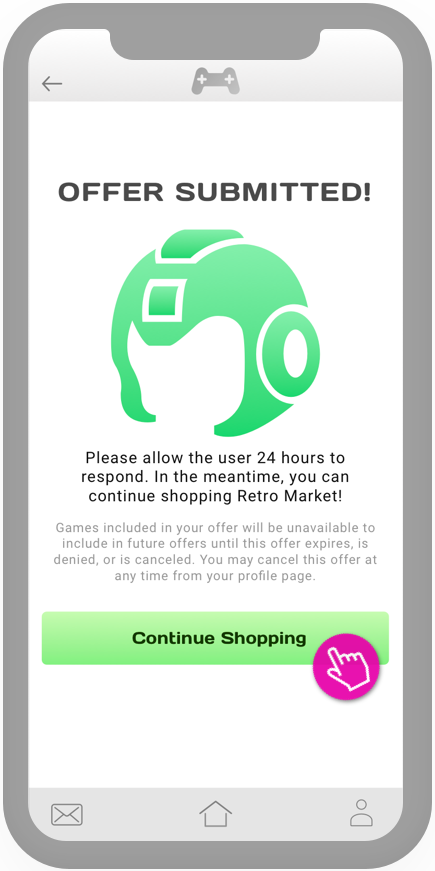 OFFER SUBMITTED!
Please allow the user 24 hours to
respond. In the meantime, you can
continue shopping Retro Market!
Games included in your offer will be unavailable to
include in future offers until this offer expires, is
denied, or is canceled. You may cancel this offer at
any time from your profile page.
Continue Shopping